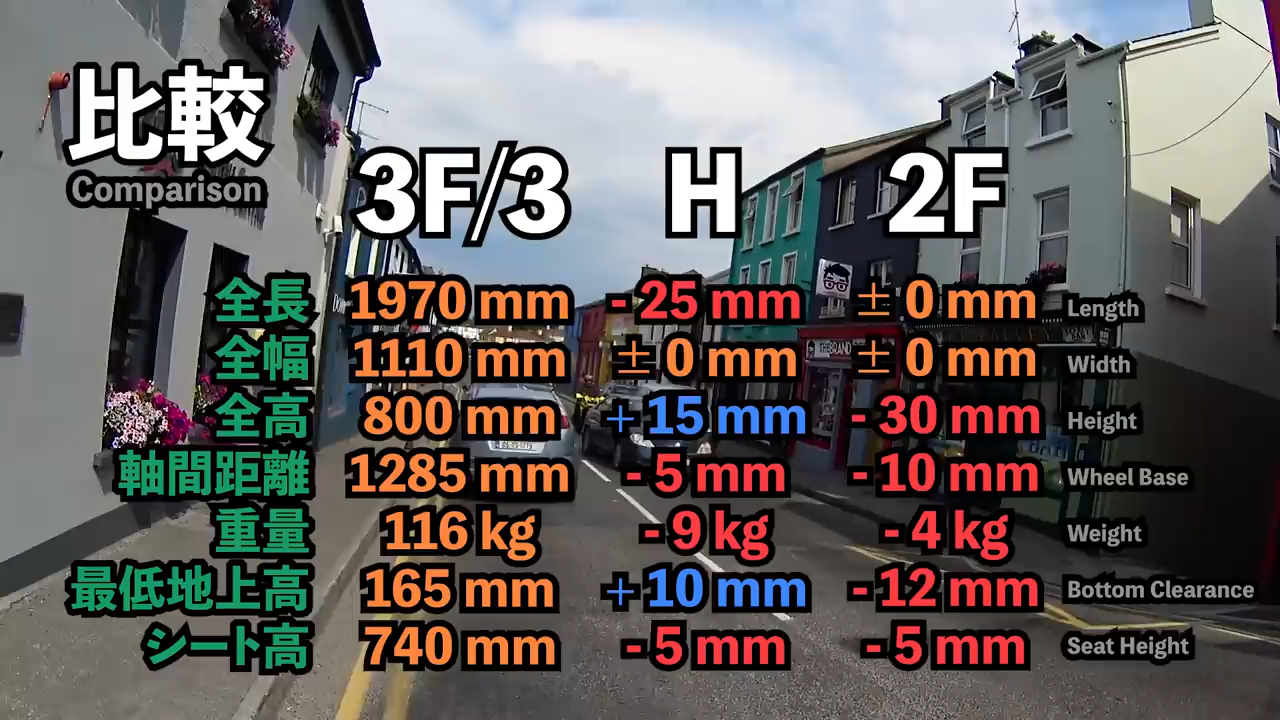 比較
Comparison
3F/3 H 2F
全長 1970 mm - 25 mm ± 0 mm Length
全幅 1110 mm ± 0 mm ± 0 mm Width
全高 800 mm + 15 mm - 30 mm Height
軸間距離 1285 mm - 5 mm - 10 mm Wheel Base
重量 116 kg - 9 kg - 4 kg Weight
最低地上高 165 mm + 10 mm - 12 mm Bottom Clearance
シート高 740 mm - 5 mm - 5 mm Seat Height
THE BRAND